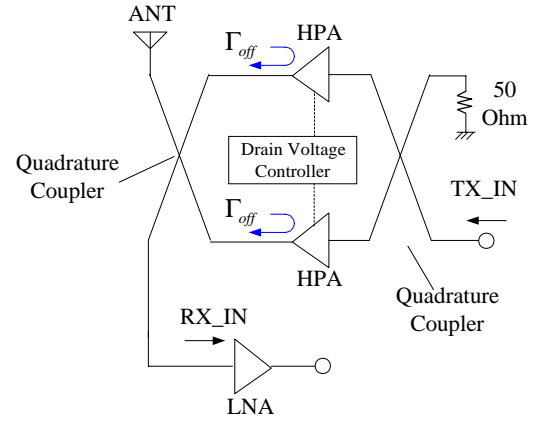 ANT
HPA
Γoff
50
Ohm
Drain Voltage
Controller
Quadrature
Coupler
TX_IN
Γoff
HPA
Quadrature
Coupler
RX_IN
LNA